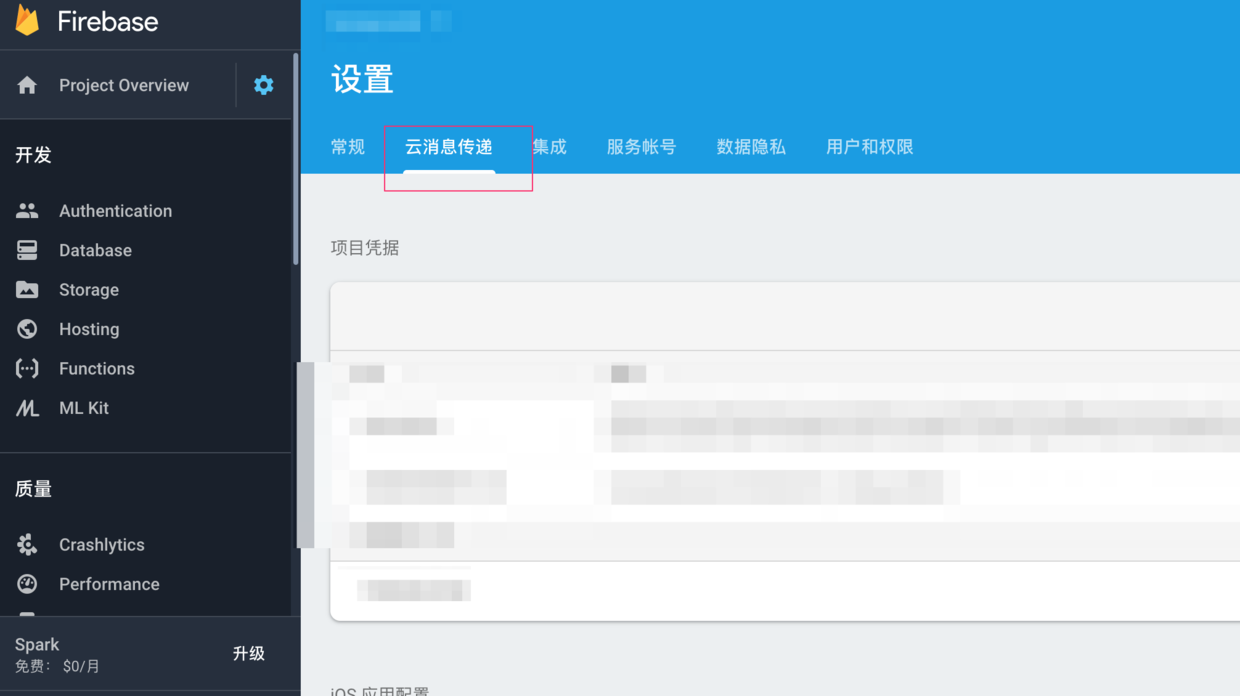 Firebase
Project Overview
开发
Authentication
Database
Storage
Hosting
Functions
ML Kit
质量
Crashlytics
Performance
Spark
免费： $0/月
升级
设置
常规 云消息传递 集成 服务帐号 数据隐私 用户和权限
项目凭据
iOS 应用配置